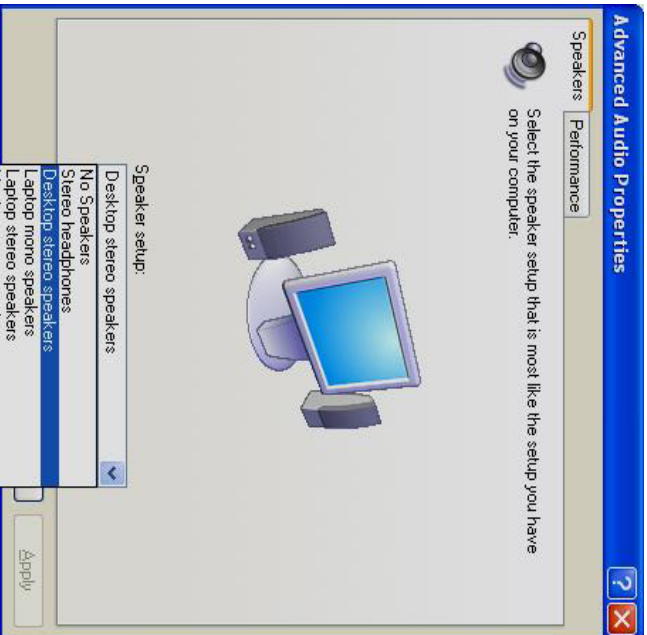 Advanced Audio Properties
Speakers
Performance
Select the speaker setup that is most like the setup you have
on your computer.
Speaker setup:
Desktop stereo speakers
No Speakers
Stereo headphones
Desktop stereo speakers
Laptop mono speakers
Laptop stereo speakers
Apply